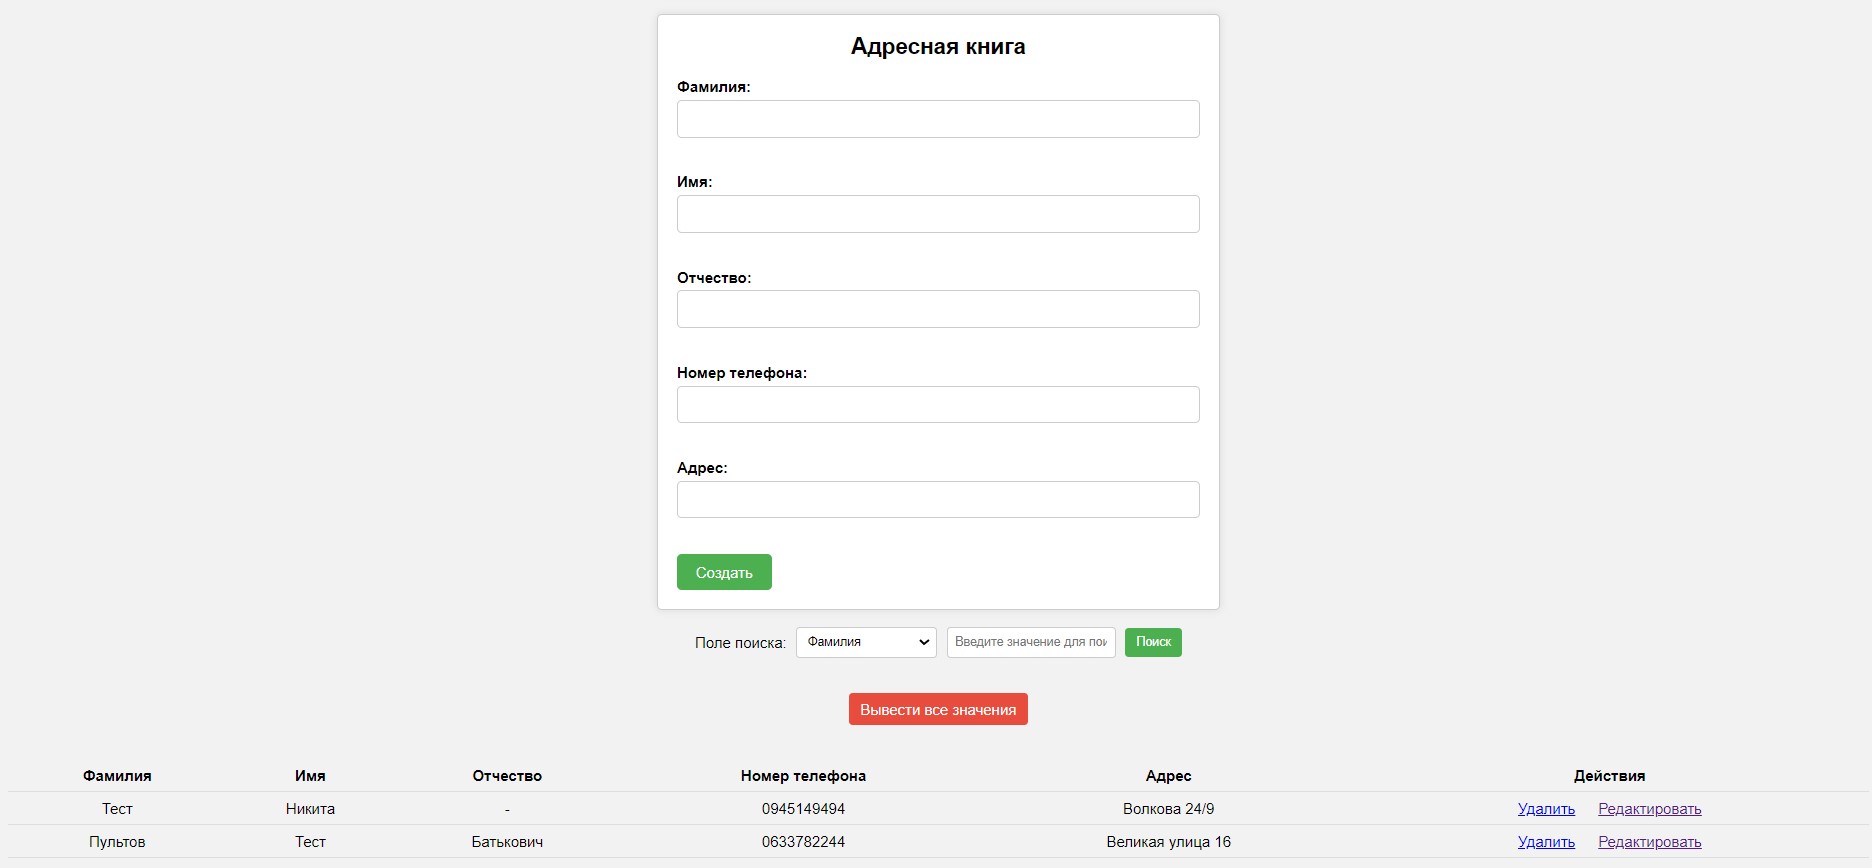 Адресная книга
Фамилия:
Имя:
Отчество:
Номер телефона:
Адрес:
Создать
Поле поиска: Фамилия Введите значение для пои Поиск
Вывести все значения
Фамилия Имя Отчество Номер телефона Адрес Действия
Тест Никита - 0945149494 Волкова 24/9 Удалить Редактировать
Пультов Тест Батькович 0633782244 Великая улица 16 Удалить Редактировать